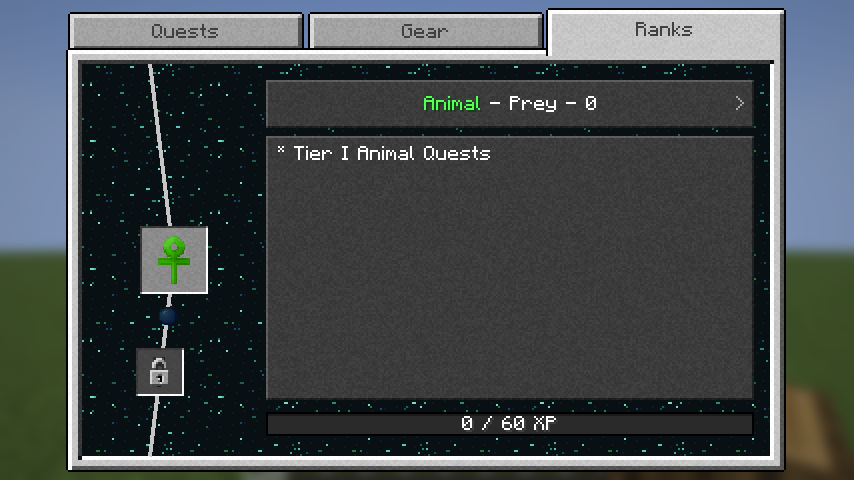 Quests
Gear
Ranks
Animal - Prey - 0
* Tier I Animal Quests
0 / 60 XP